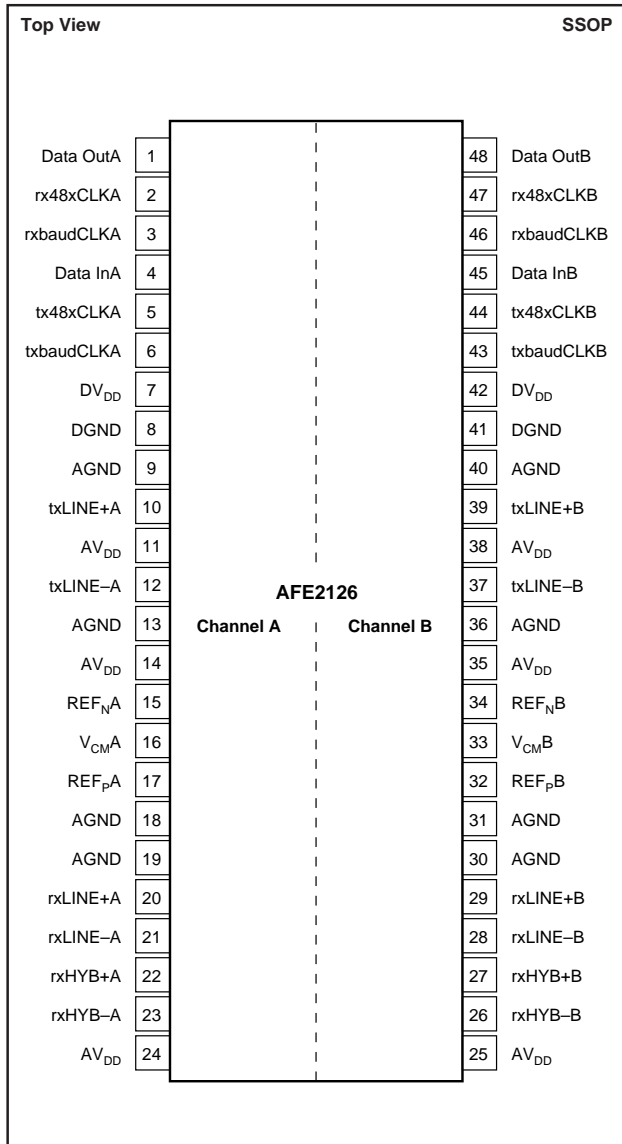 Top View SSOP
Data OutA 1 48 Data OutB
rx48xCLKA 2 47 rx48xCLKB
rxbaudCLKA 3 46 rxbaudCLKB
Data InA 4 45 Data InB
tx48xCLKA 5 44 tx48xCLKB
txbaudCLKA 6 43 txbaudCLKB
DVDD 7 42 DVDD
DGND 8 41 DGND
AGND 9 40 AGND
txLINE+A 10 39 txLINE+B
AVDD 11 38 AVDD
txLINE–A 12 37 txLINE–B
AFE2126
AGND 13 Channel A Channel B 36 AGND
AVDD 14 35 AVDD
REFNA 15 34 REFNB
VCMA 16 33 VCMB
REFPA 17 32 REFPB
AGND 18 31 AGND
AGND 19 30 AGND
rxLINE+A 20 29 rxLINE+B
rxLINE–A 21 28 rxLINE–B
rxHYB+A 22 27 rxHYB+B
rxHYB–A 23 26 rxHYB–B
AVDD 24 25 AVDD